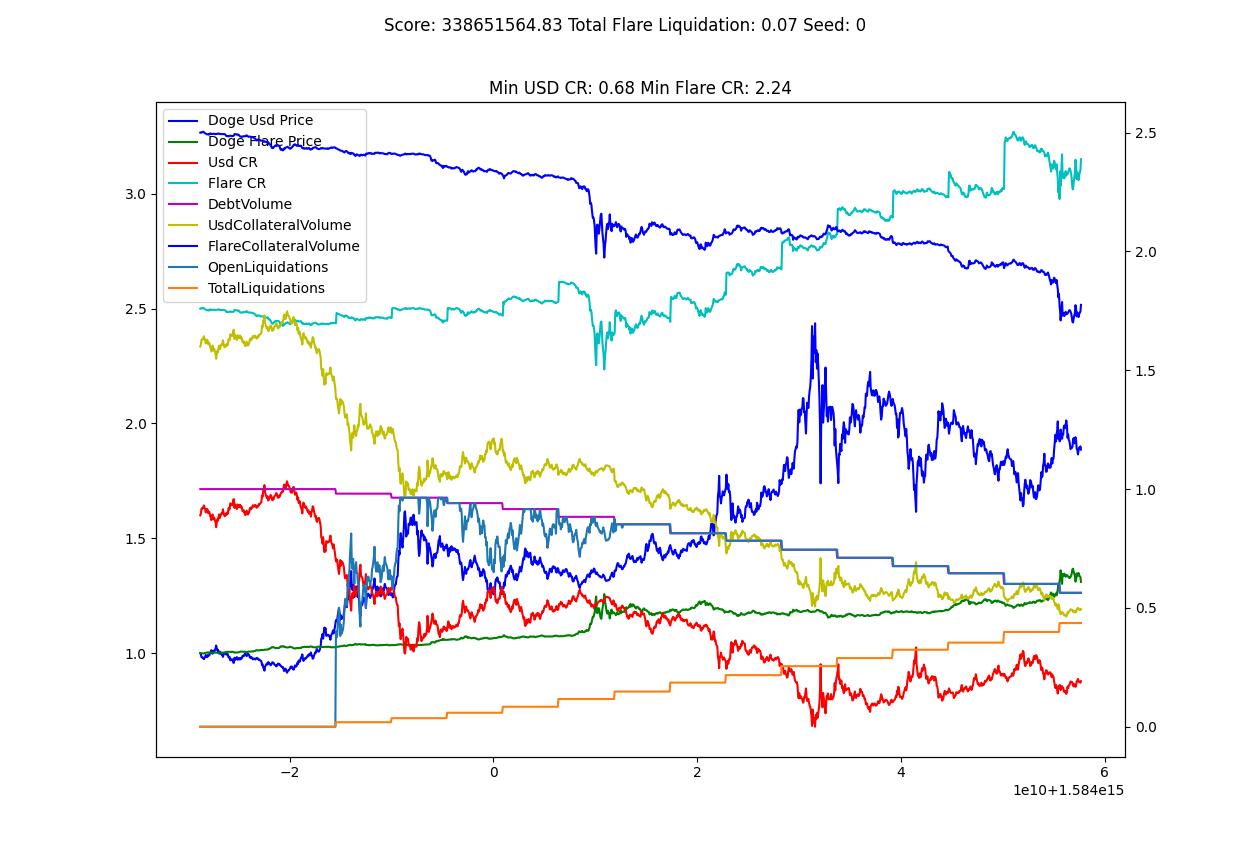 Score: 338651564.83 Total Flare Liquidation: 0.07 Seed: 0
Min USD CR: 0.68 Min Flare CR: 2.24
Doge Usd Price
Doge Flare Price
Usd CR
Flare CR
DebtVolume
UsdCollateralVolume
FlareCollateralVolume
OpenLiquidations
TotalLiquidations
3.0
2.5
2.0
1.5
1.0
2.5
2.0
1.5
1.0
0.5
0.0
−2
0
2
4
6
1e10+1.584e15